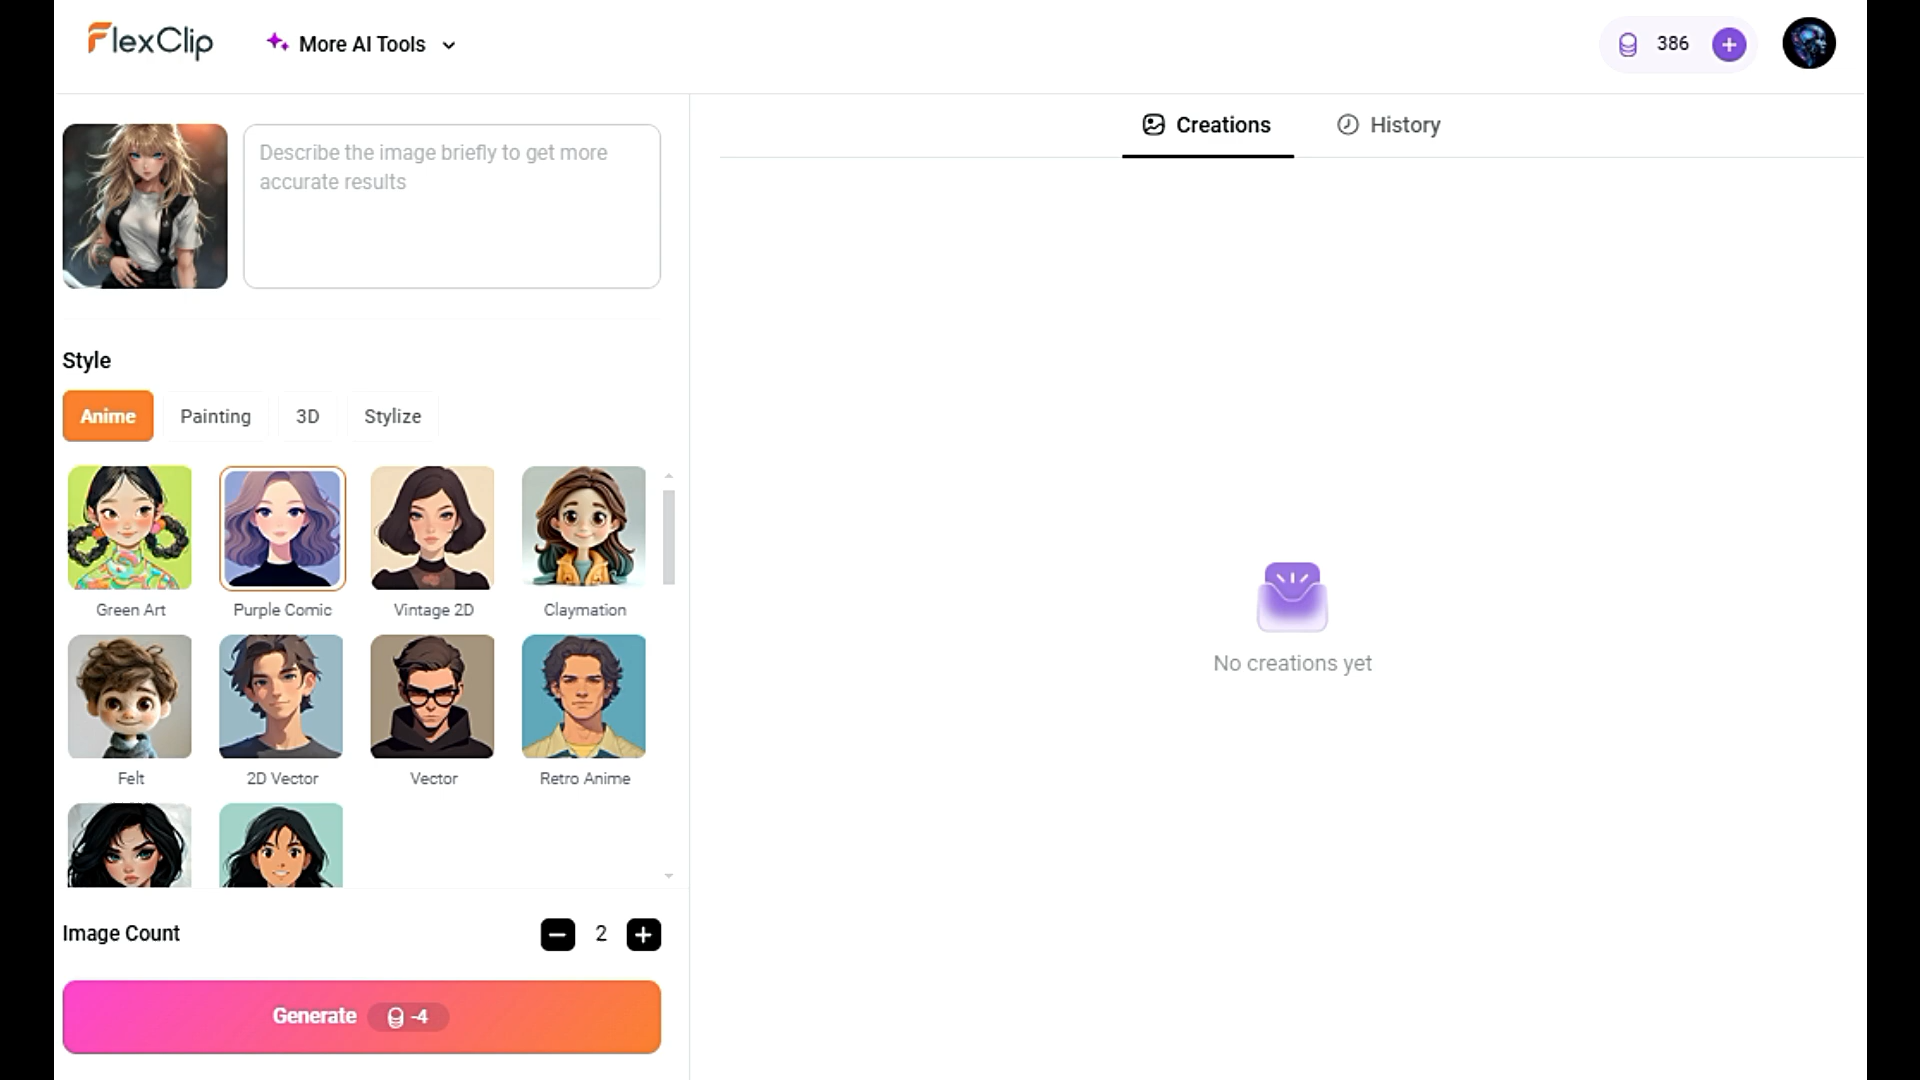 FlexClip
More AI Tools
386
Describe the image briefly to get more
accurate results
Creations
History
Style
Anime
Painting
3D
Stylize
Green Art
Purple Comic
Vintage 2D
Claymation
Felt
2D Vector
Vector
Retro Anime
No creations yet
Image Count
2
Generate
-4